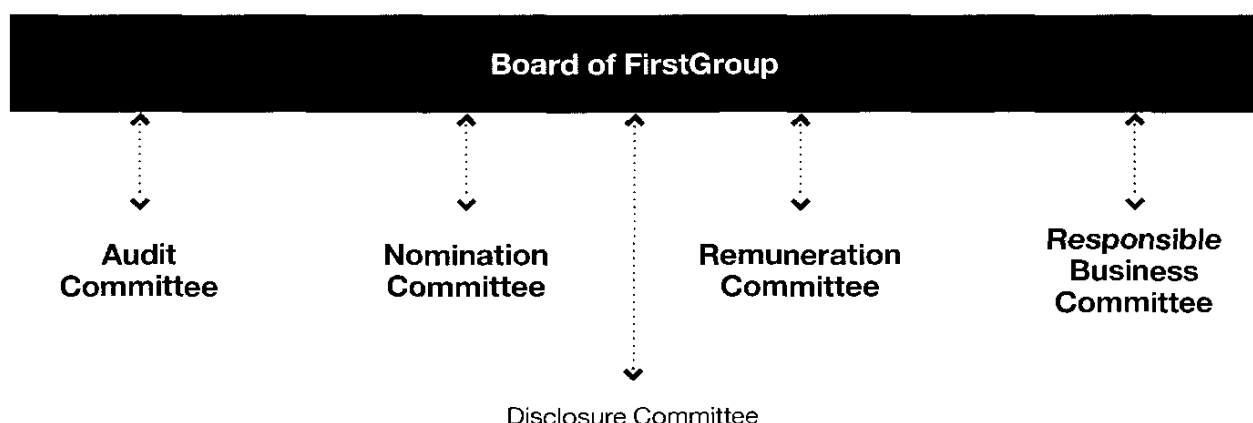 Board of FirstGroup
Audit
Committee
Nomination
Committee
Remuneration
Committee
Responsible
Business
Committee
Disclosure Committee